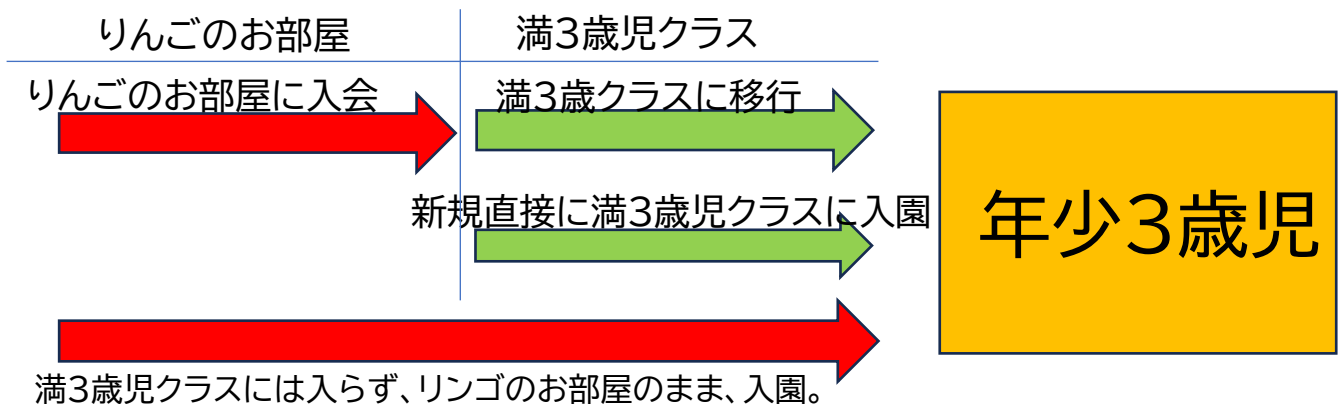 りんごのお部屋
満3歳児クラス
りんごのお部屋に入会
満3歳クラスに移行
新規直接に満3歳児クラスに入園
年少3歳児
満3歳児クラスには入らず、リンゴのお部屋のまま、入園。